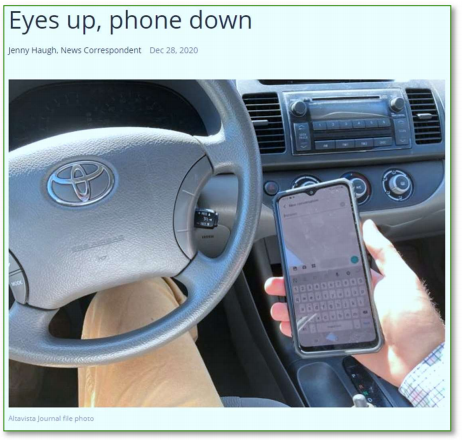 Eyes up, phone down
Jenny Haugh, News Correspondent Dec 28, 2020
Altavista Journal file photo